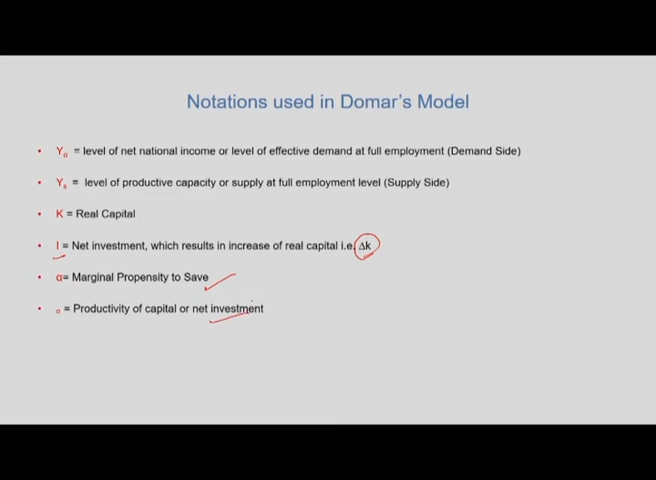 Notations used in Domar's Model
• Yd = level of net national income or level of effective demand at full employment (Demand Side)
• Ys = level of productive capacity or supply at full employment level (Supply Side)
• K = Real Capital
• I = Net investment, which results in increase of real capital i.e. Δk
• α= Marginal Propensity to Save
• = Productivity of capital or net investment